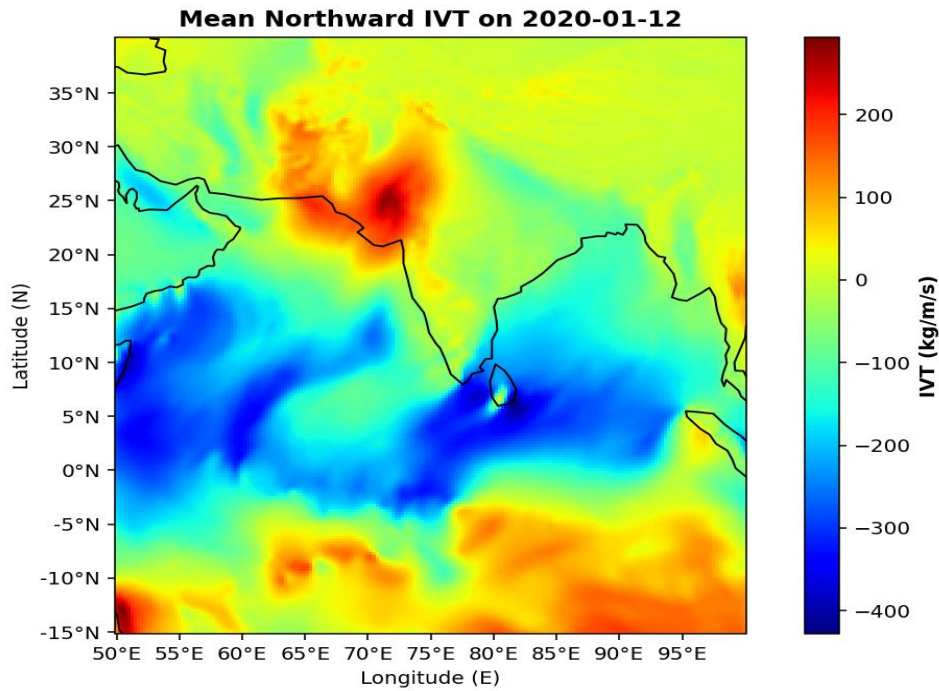 Mean Northward IVT on 2020-01-12
35°N
30°N
25°N
20°N
15°N
10°N
5°N
0°N
-5°N
-10°N
-15°N
Latitude (N)
50°E 55°E 60°E 65°E 70°E 75°E 80°E 85°E 90°E 95°E
Longitude (E)
200
100
0
−100
−200
−300
−400
IVT (kg/m/s)